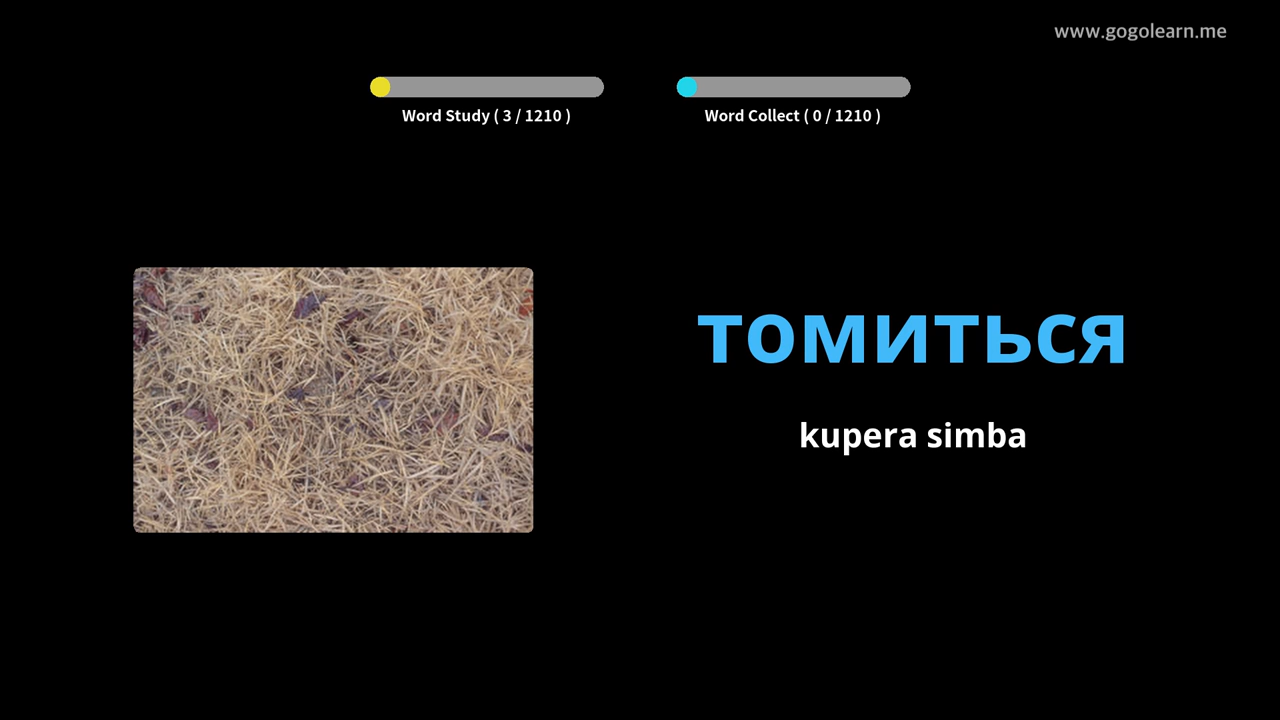 www.gogolearn.me
Word Study ( 3 / 1210 )
Word Collect ( 0 / 1210 )
томиться
kupera simba